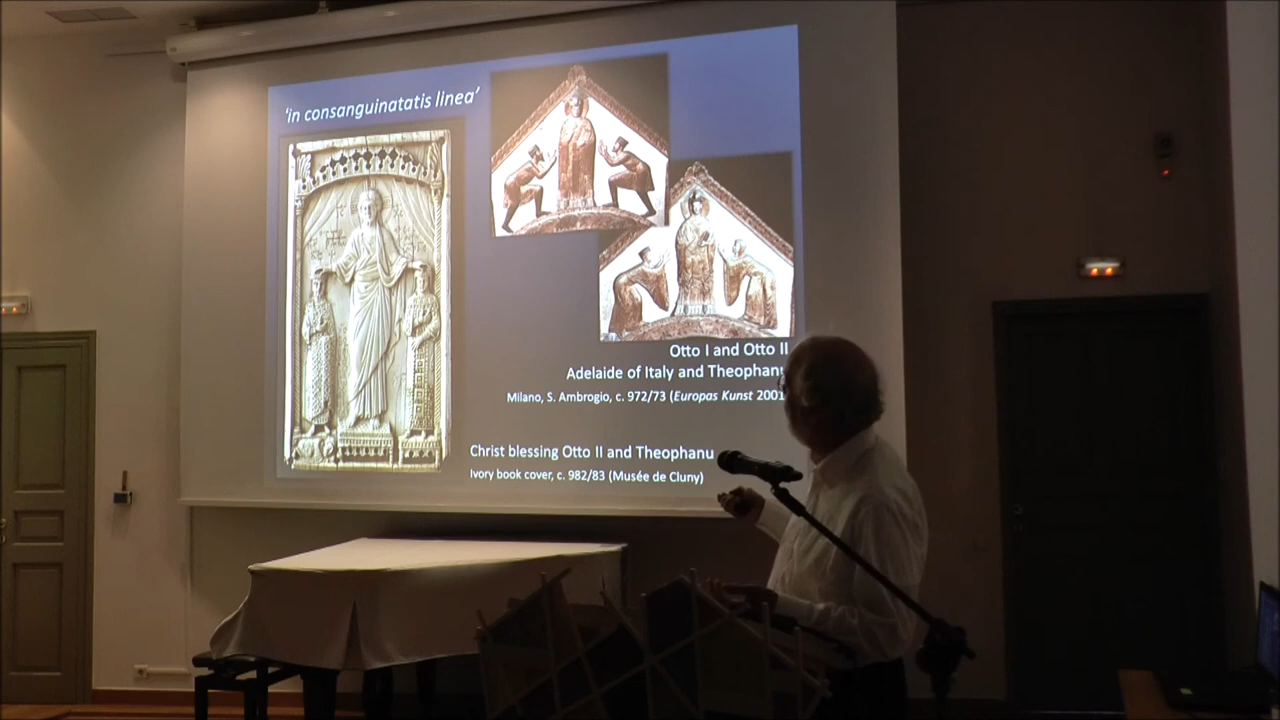 ‘in consanguinatatis linea’
Otto I and Otto II
Adelaide of Italy and Theophanu
Milano, S. Ambrogio, c. 972/73 (Europas Kunst 2001
Christ blessing Otto II and Theophanu
Ivory book cover, c. 982/83 (Musée de Cluny)